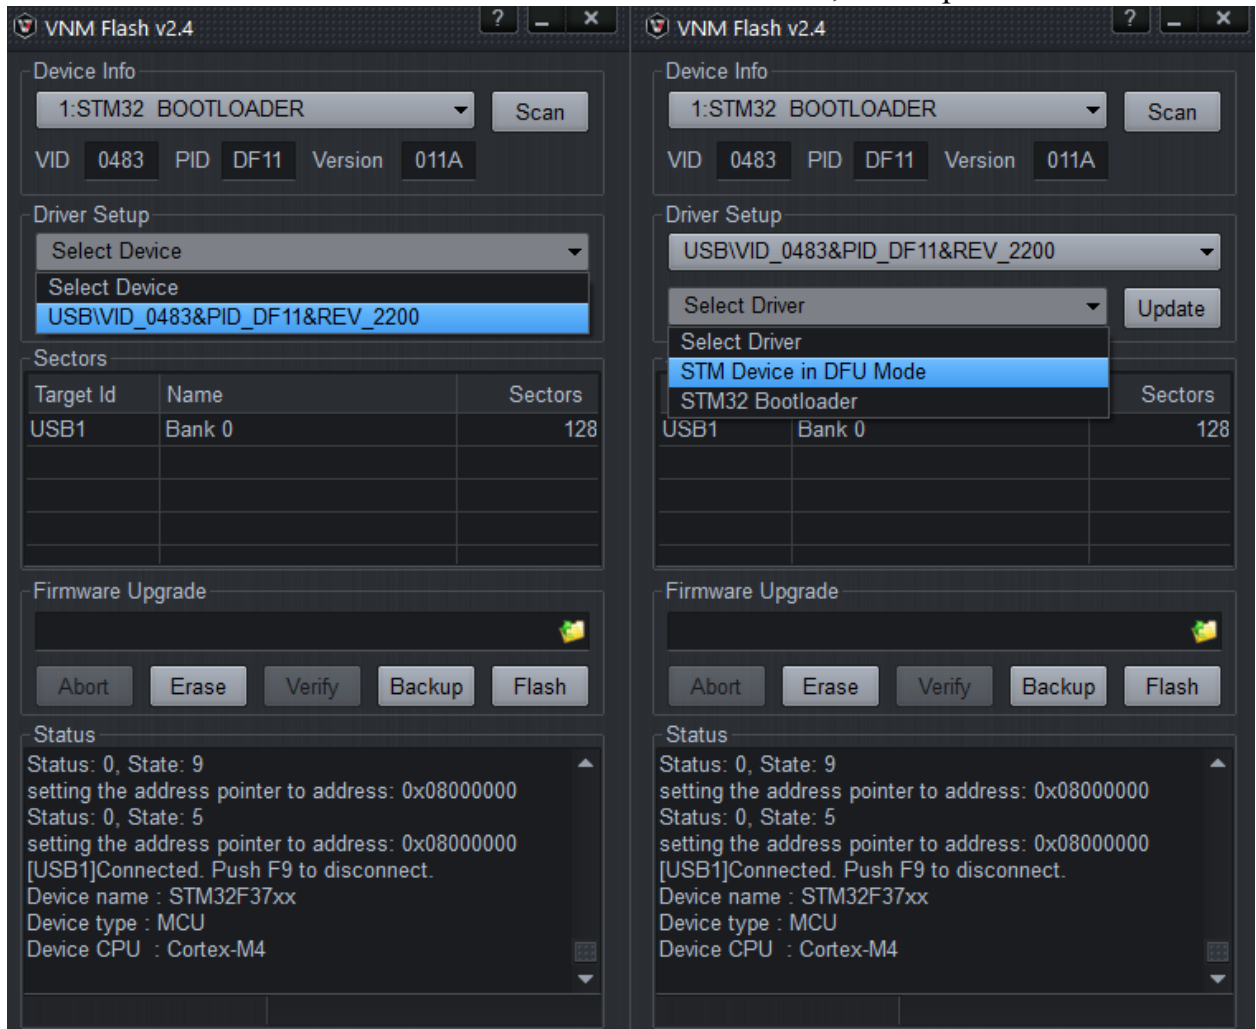 VNM Flash v2.4
? _ ×
Device Info
1:STM32 BOOTLOADER
Scan
VID 0483 PID DF11 Version 011A
Driver Setup
Select Device
Select Device
USB\VID_0483&PID_DF11&REV_2200
Sectors
Target Id Name Sectors
USB1 Bank 0 128
Firmware Upgrade
Abort Erase Verify Backup Flash
Status
Status: 0, State: 9
setting the address pointer to address: 0x08000000
Status: 0, State: 5
setting the address pointer to address: 0x08000000
[USB1]Connected. Push F9 to disconnect.
Device name : STM32F37xx
Device type : MCU
Device CPU : Cortex-M4
VNM Flash v2.4
? _ ×
Device Info
1:STM32 BOOTLOADER
Scan
VID 0483 PID DF11 Version 011A
Driver Setup
USB\VID_0483&PID_DF11&REV_2200
Select Driver
Update
Select Driver
STM Device in DFU Mode
STM32 Bootloader
Sectors
USB1 Bank 0 128
Firmware Upgrade
Abort Erase Verify Backup Flash
Status
Status: 0, State: 9
setting the address pointer to address: 0x08000000
Status: 0, State: 5
setting the address pointer to address: 0x08000000
[USB1]Connected. Push F9 to disconnect.
Device name : STM32F37xx
Device type : MCU
Device CPU : Cortex-M4